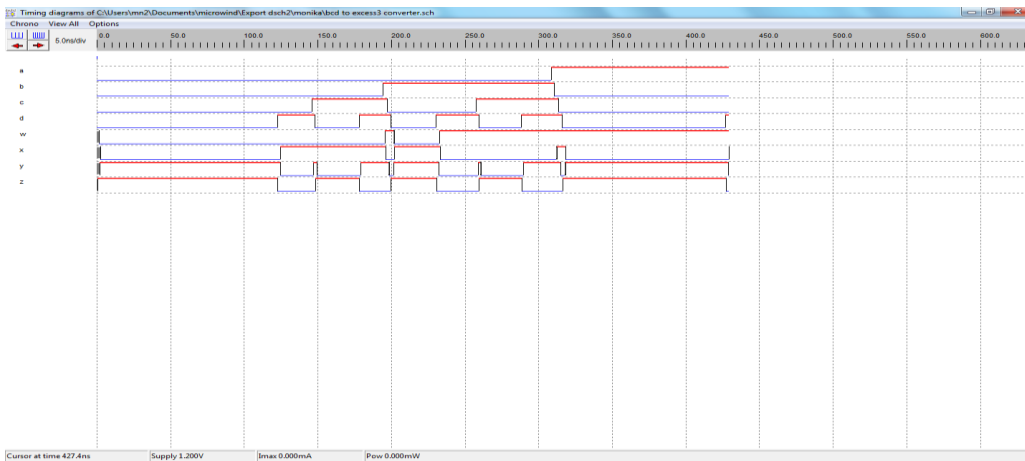 Timing diagrams of C:\Users\mn2\Documents\microwind\Export dsch2\monika\bcd to excess3 converter.sch
Chrono View All Options
5.0ns/div 0.0 50.0 100.0 150.0 200.0 250.0 300.0 350.0 400.0 450.0 500.0 550.0 600.0
a
b
c
d
w
x
y
z
Cursor at time 427.4ns Supply 1.200V Imax 0.000mA Pow 0.000mW